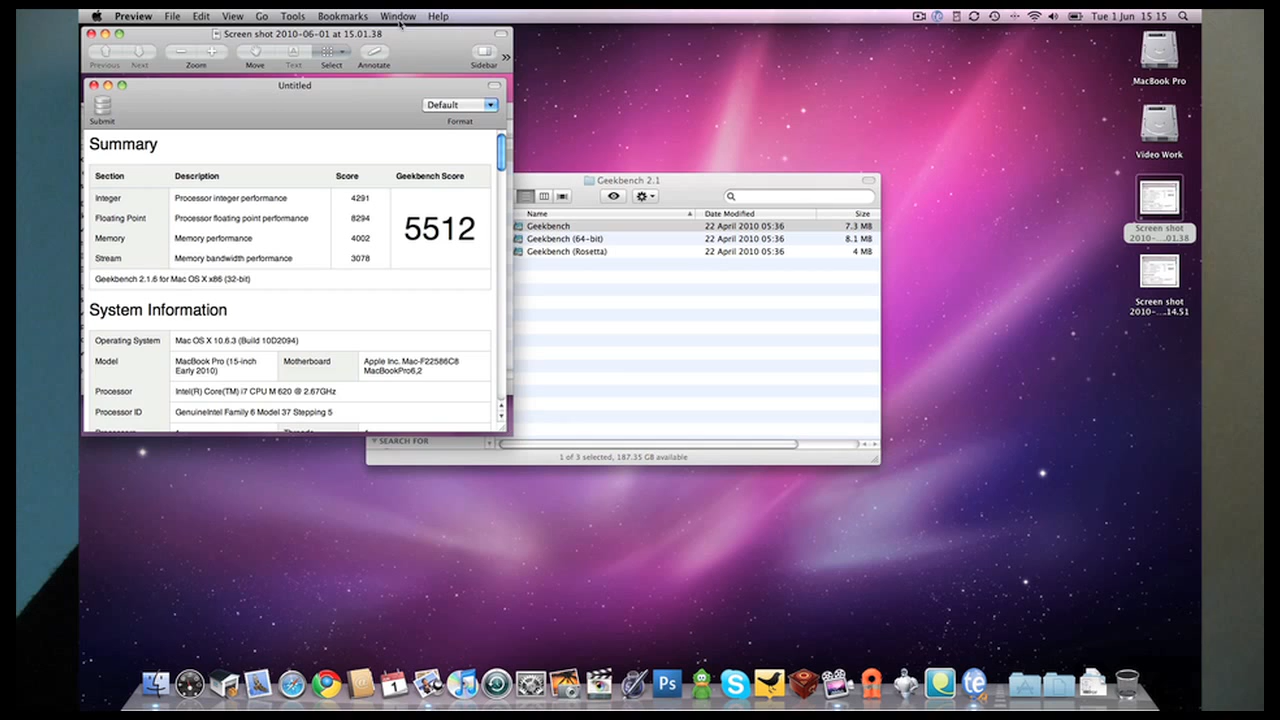 Preview File Edit View Go Tools Bookmarks Window Help Tue 1 Jun 15 15
Screen shot 2010-06-01 at 15.01.38
Previous Next Zoom Move Text Select Annotate Sidebar
Untitled
Default
Submit Format
Summary
Section Description Score Geekbench Score
Integer Processor integer performance 4291
Floating Point Processor floating point performance 8294
5512
Memory Memory performance 4002
Stream Memory bandwidth performance 3078
Geekbench 2.1.6 for Mac OS X x86 (32-bit)
System Information
Operating System Mac OS X 10.6.3 (Build 10D2094)
Model MacBook Pro (15-inch Early 2010) Motherboard Apple Inc. Mac-F22586C8 MacBookPro6,2
Processor Intel(R) Core(TM) i7 CPU M 620 @ 2.67GHz
Processor ID GenuineIntel Family 6 Model 37 Stepping 5
Geekbench 2.1
Name Date Modified Size
Geekbench 22 April 2010 05:36 7.3 MB
Geekbench (64-bit) 22 April 2010 05:36 8.1 MB
Geekbench (Rosetta) 22 April 2010 05:36 4 MB
SEARCH FOR
1 of 3 selected, 187.35 GB available
MacBook Pro
Video Work
Screen shot
2010-...01.38
Screen shot
2010-...14.51
1
Ps